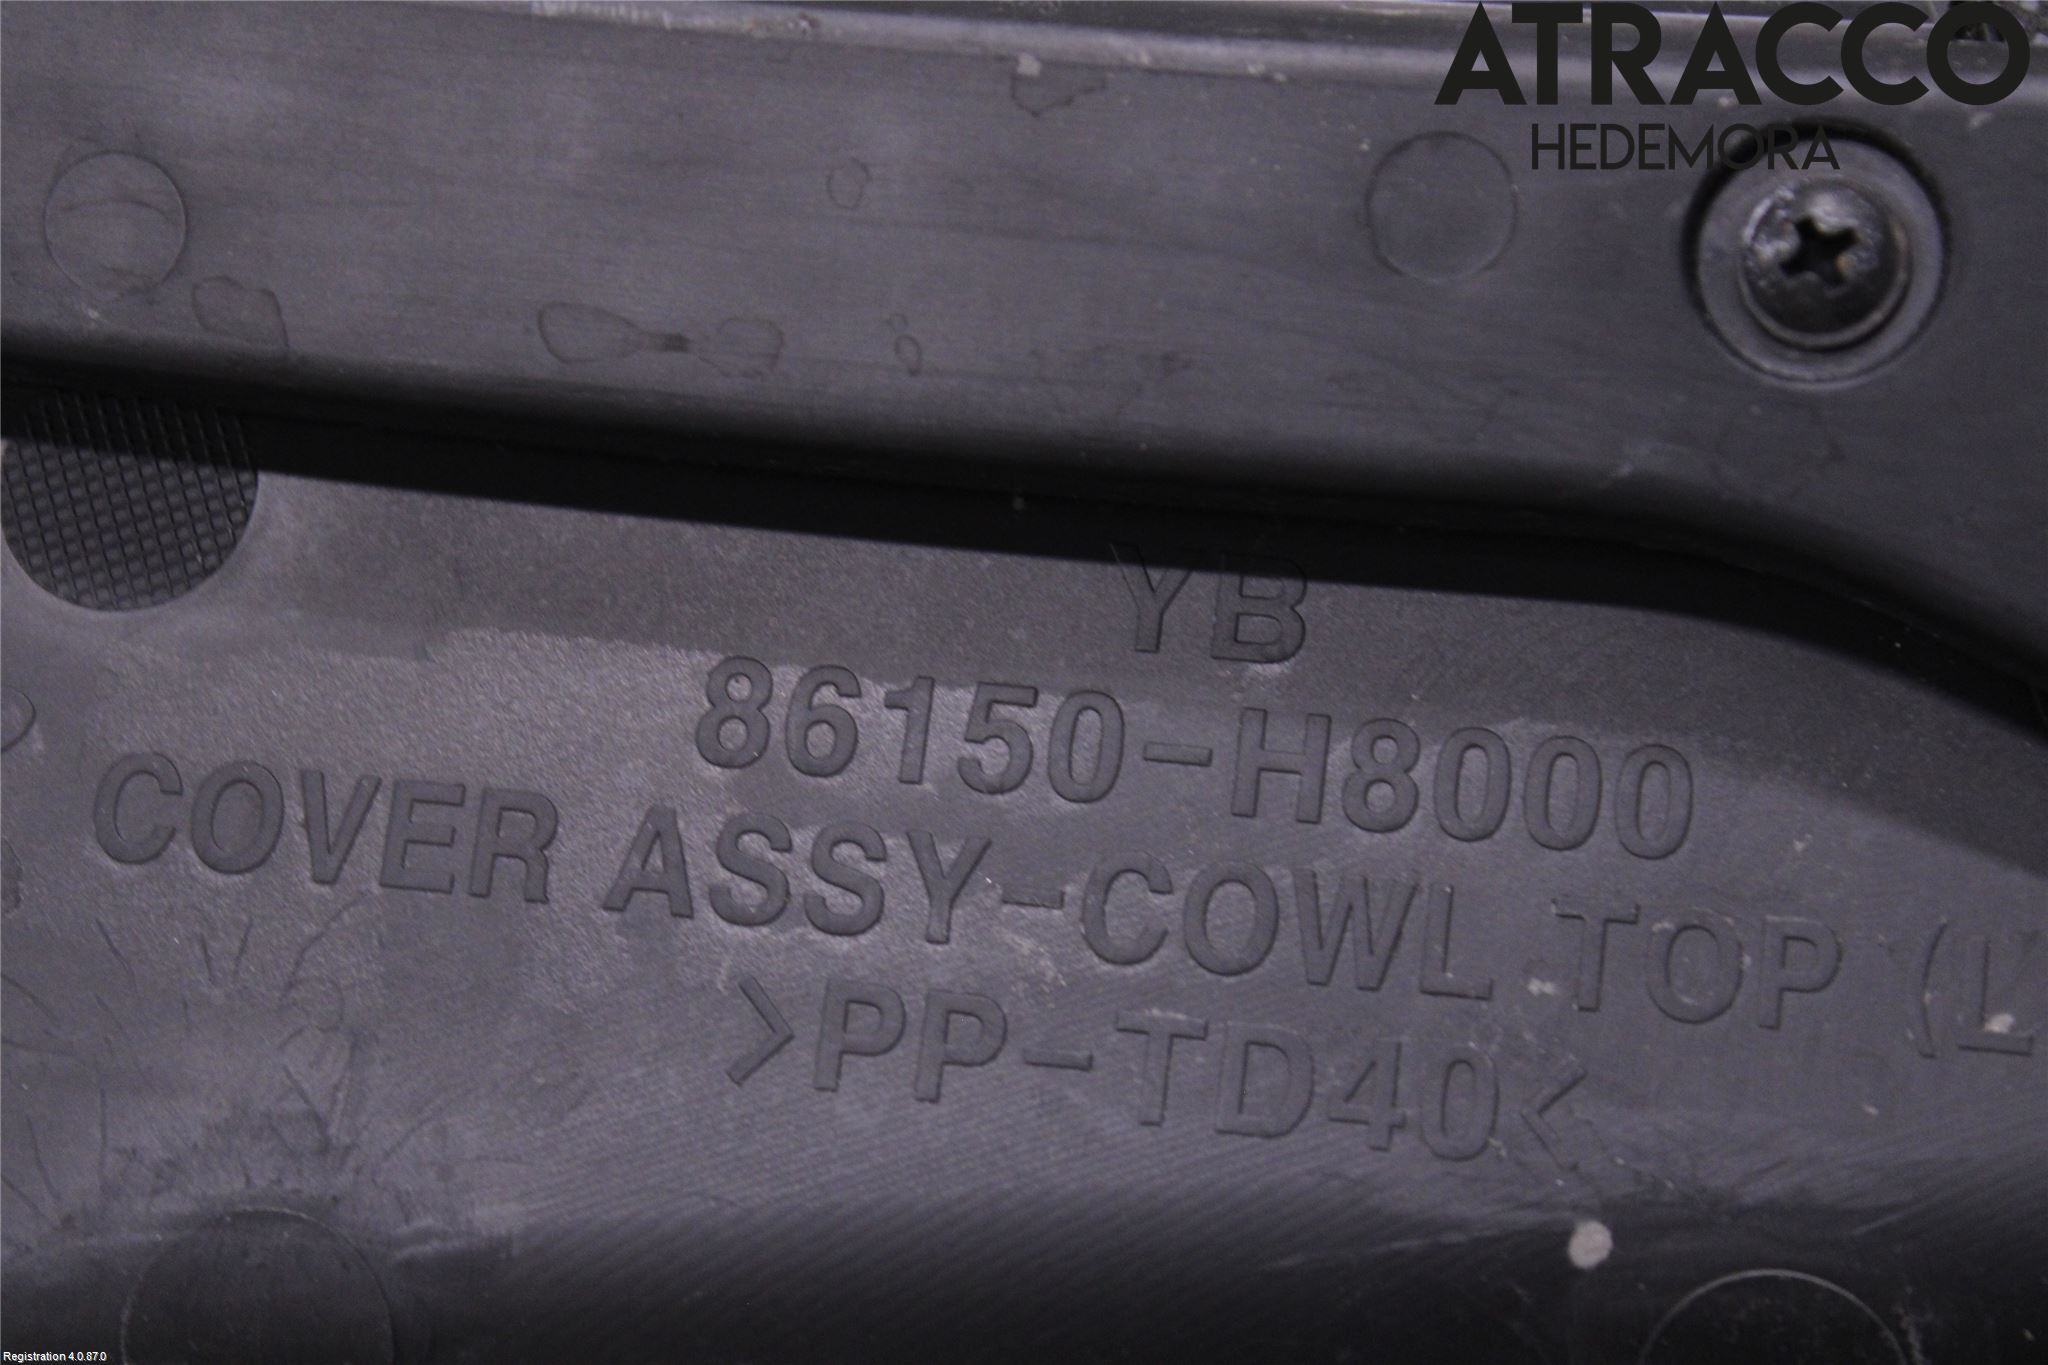 ATRACCO
HEDEMORA
YB
86150-H8000
COVER ASSY-COWL TOP (L
>PP-TD40<
Registration 4.0.87.0